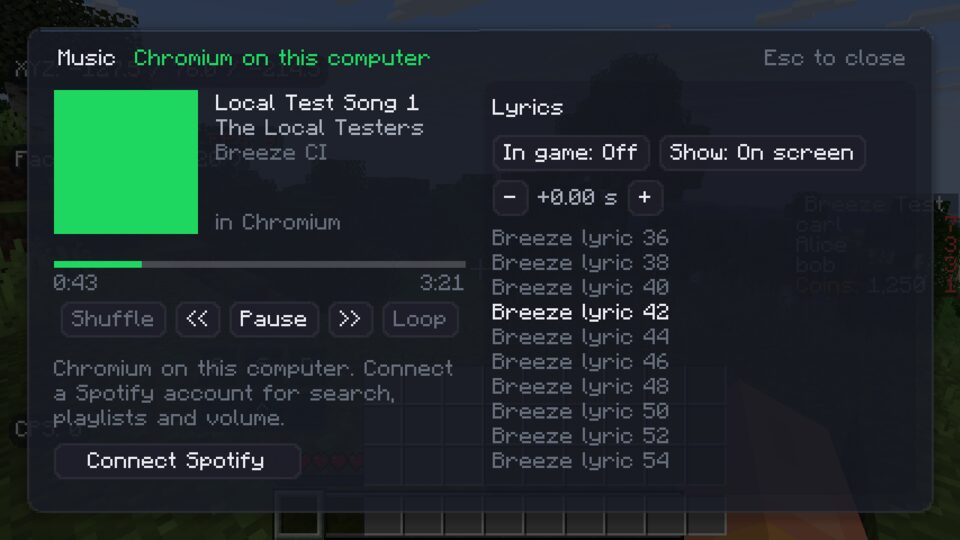 Music Chromium on this computer
Esc to close
Local Test Song 1
The Local Testers
Breeze CI
in Chromium
0:43
3:21
Shuffle << Pause >> Loop
Chromium on this computer. Connect
a Spotify account for search,
playlists and volume.
Connect Spotify
Lyrics
In game: Off
Show: On screen
- +0.00 s +
Breeze lyric 36
Breeze lyric 38
Breeze lyric 40
Breeze lyric 42
Breeze lyric 44
Breeze lyric 46
Breeze lyric 48
Breeze lyric 50
Breeze lyric 52
Breeze lyric 54
Breeze Test
carl
Alice
bob
Coins: 1,250